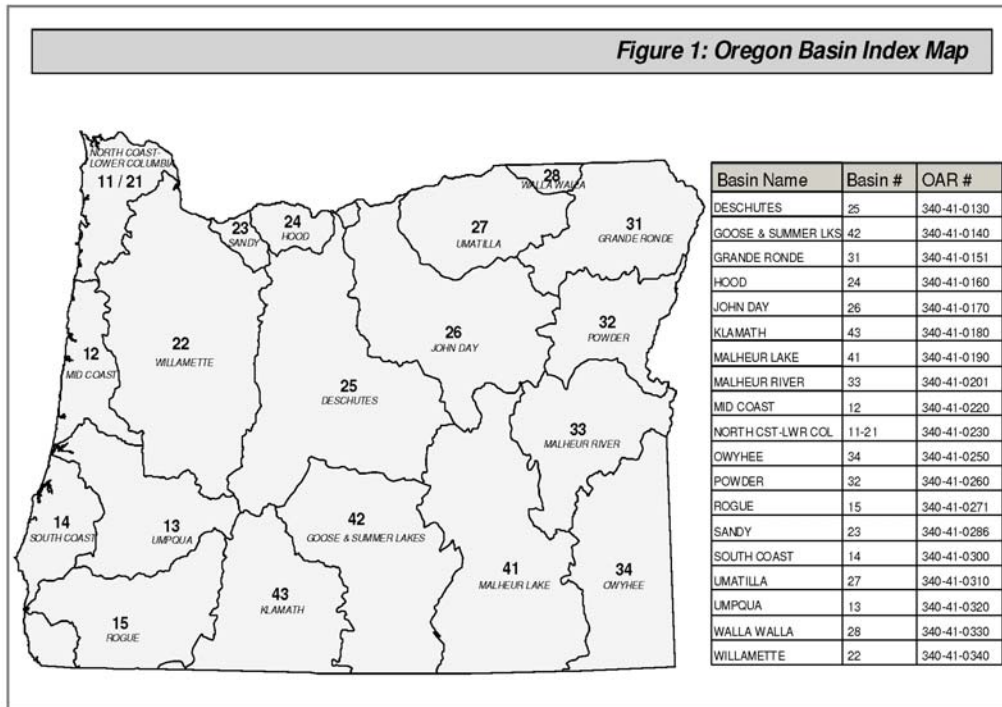 Figure 1: Oregon Basin Index Map
NORTH COAST-
LOWER COLUMBIA
11 / 21
28
WALLA WALLA
23
SANDY
24
HOOD
27
UMATILLA
31
GRANDE RONDE
12
MID COAST
22
WILLAMETTE
26
JOHN DAY
32
POWDER
25
DESCHUTES
33
MALHEUR RIVER
14
SOUTH COAST
13
UMPQUA
42
GOOSE & SUMMER LAKES
41
MALHEUR LAKE
34
OWYHEE
43
KLAMATH
15
ROGUE
Basin Name Basin # OAR #
DESCHUTES 25 340-41-0130
GOOSE & SUMMER LKS 42 340-41-0140
GRANDE RONDE 31 340-41-0151
HOOD 24 340-41-0160
JOHN DAY 26 340-41-0170
KLAMATH 43 340-41-0180
MALHEUR LAKE 41 340-41-0190
MALHEUR RIVER 33 340-41-0201
MID COAST 12 340-41-0220
NORTH CST-LWR COL 11-21 340-41-0230
OWYHEE 34 340-41-0250
POWDER 32 340-41-0260
ROGUE 15 340-41-0271
SANDY 23 340-41-0286
SOUTH COAST 14 340-41-0300
UMATILLA 27 340-41-0310
UMPQUA 13 340-41-0320
WALLA WALLA 28 340-41-0330
WILLAMETTE 22 340-41-0340